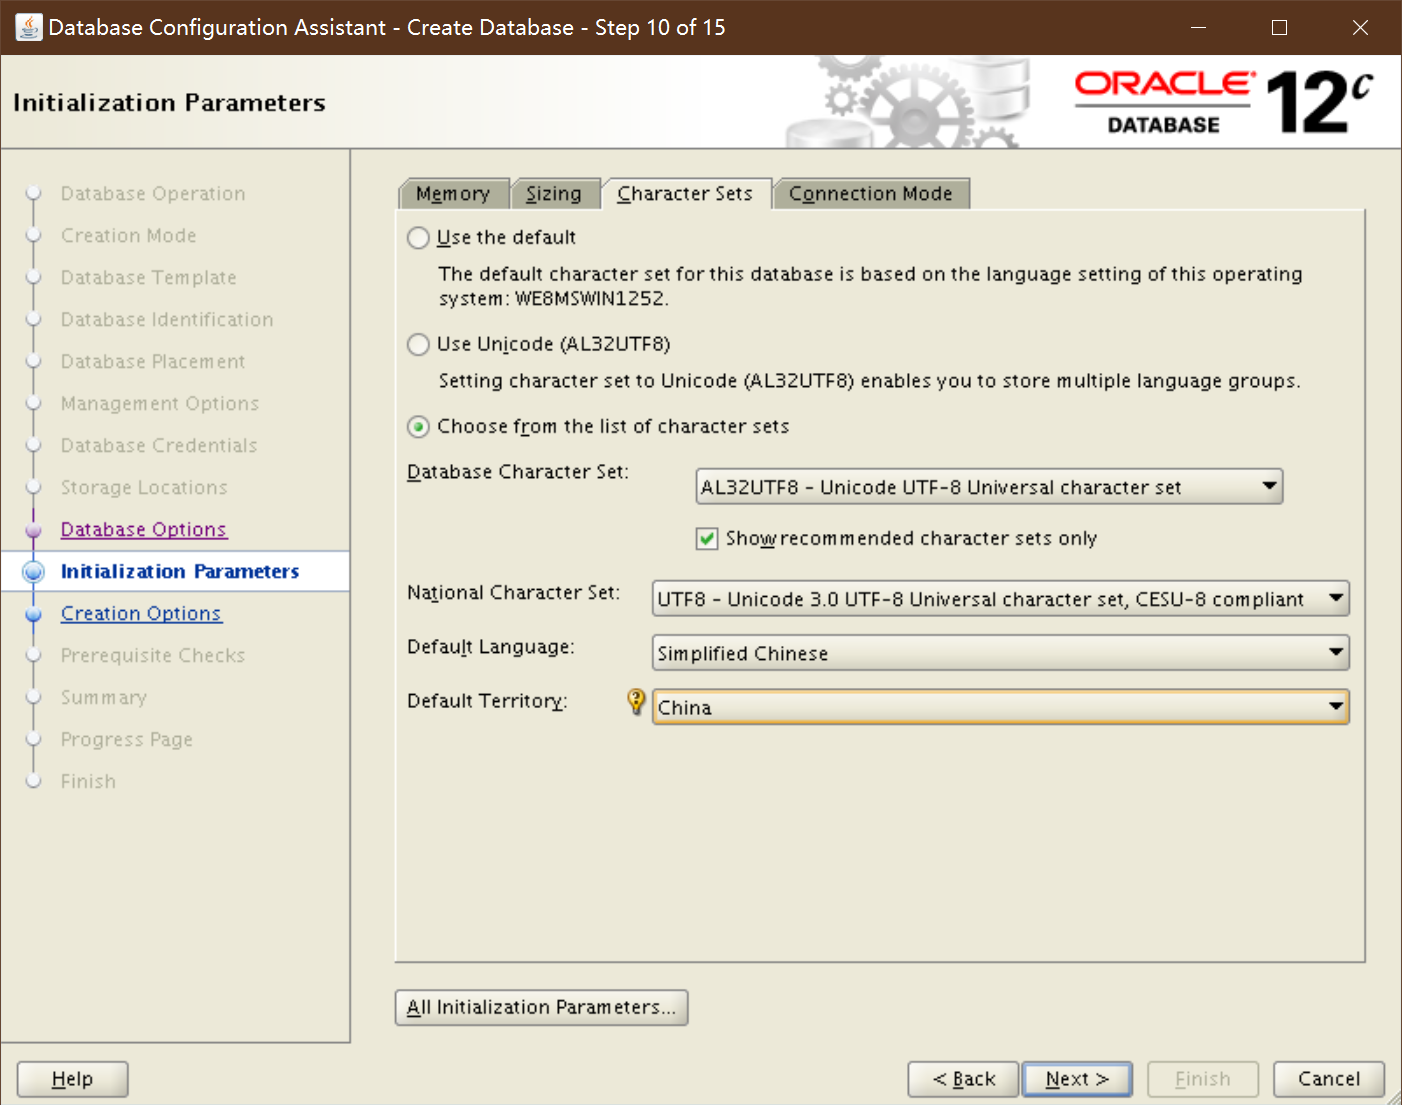 Database Configuration Assistant - Create Database - Step 10 of 15
Initialization Parameters
ORACLE
DATABASE
12c
Database Operation
Creation Mode
Database Template
Database Identification
Database Placement
Management Options
Database Credentials
Storage Locations
Database Options
Initialization Parameters
Creation Options
Prerequisite Checks
Summary
Progress Page
Finish
Memory
Sizing
Character Sets
Connection Mode
Use the default
The default character set for this database is based on the language setting of this operating
system: WE8MSWIN1252.
Use Unicode (AL32UTF8)
Setting character set to Unicode (AL32UTF8) enables you to store multiple language groups.
Choose from the list of character sets
Database Character Set:
AL32UTF8 - Unicode UTF-8 Universal character set
Show recommended character sets only
National Character Set:
UTF8 - Unicode 3.0 UTF-8 Universal character set, CESU-8 compliant
Default Language:
Simplified Chinese
Default Territory:
China
All Initialization Parameters...
Help
< Back
Next >
Finish
Cancel